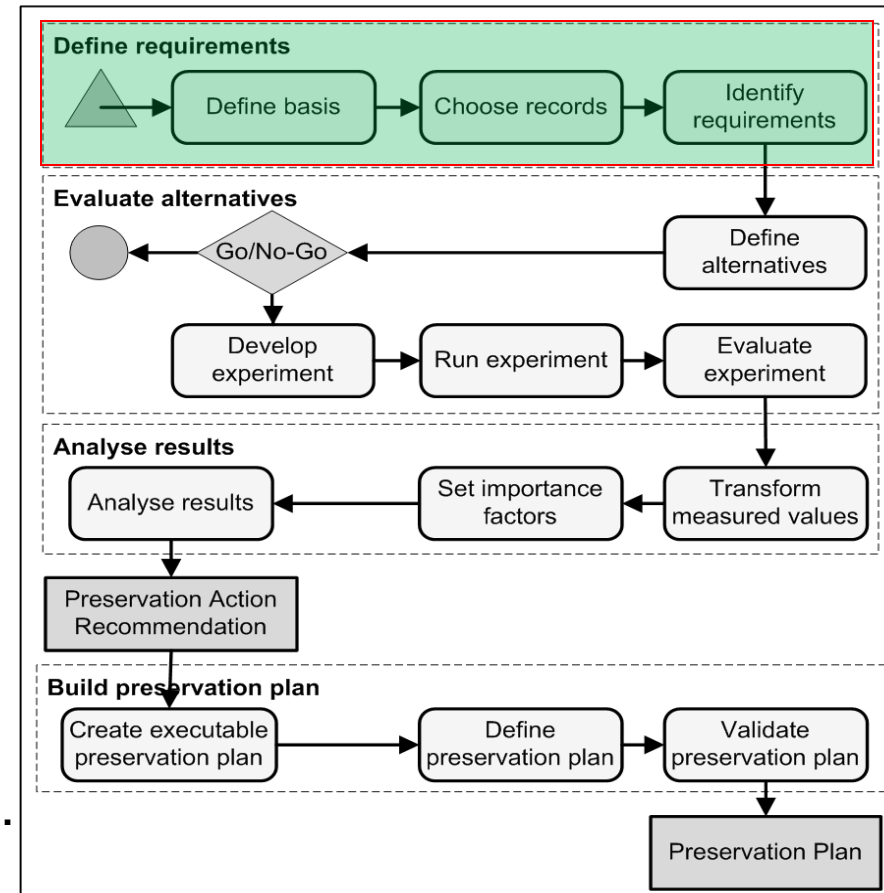 Define requirements
Define basis
Choose records
Identify
requirements
Evaluate alternatives
Go/No-Go
Define
alternatives
Develop
experiment
Run experiment
Evaluate
experiment
Analyse results
Analyse results
Set importance
factors
Transform
measured values
Preservation Action
Recommendation
Build preservation plan
Create executable
preservation plan
Define
preservation plan
Validate
preservation plan
.
Preservation Plan